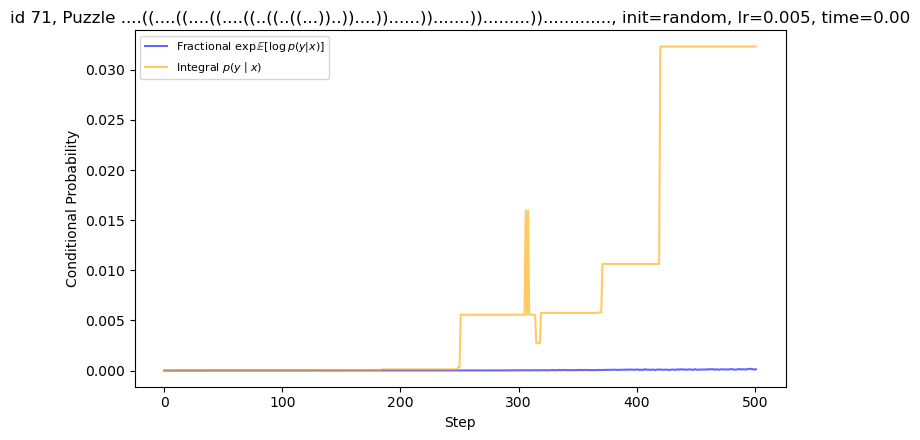 id 71, Puzzle ....((....((....((....((..((..((...))..))....))......)).......)).........))............., init=random, lr=0.005, time=0.00
Fractional exp𝔼[log p(y|x)]
Integral p(y | x)
Conditional Probability
0.030
0.025
0.020
0.015
0.010
0.005
0.000
0 100 200 300 400 500
Step